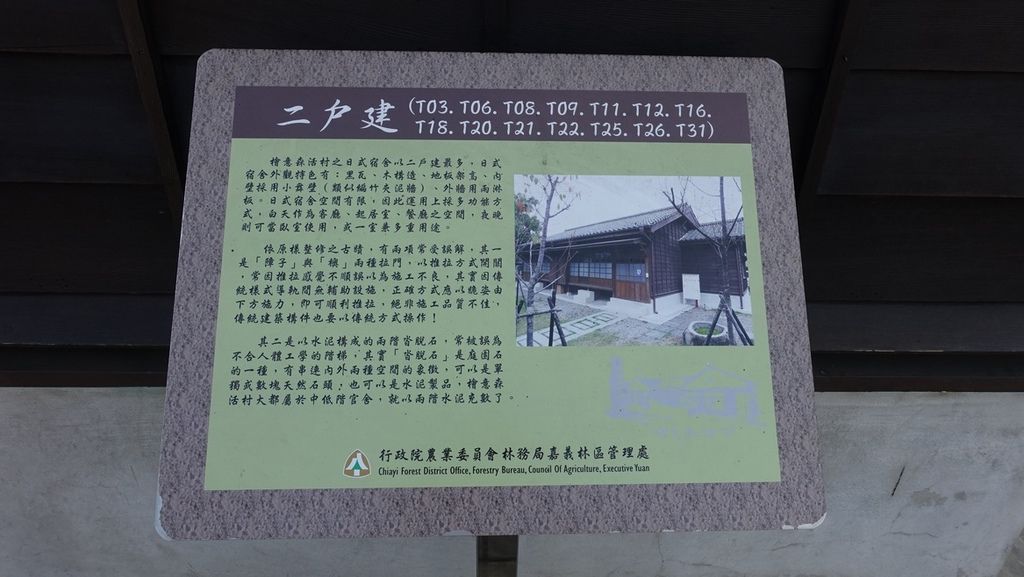 二戶建 (T03. T06. T08. T09. T11. T12. T16.
T18. T20. T21. T22. T25. T26. T31)
檜意森活村之日式宿舍以二戶建最多，日式
宿舍外觀特色有：黑瓦、木構造、地板架高、內
壁採用小舞壁（類似編竹夾泥牆）、外牆用雨淋
板。日式宿舍空間有限，因此運用上採多功能方
式，白天作為客廳、起居室、餐廳之空間，夜晚
則可當臥室使用，或一室兼多重用途。
依原樣整修之古蹟，有兩項常受誤解，其一
是「障子」與「襖」兩種拉門，以推拉方式開關
，常因推拉感覺不順誤以為施工不良，其實因傳
統樣式導軌間無輔助設施，正確方式應以跪姿由
下方施力，即可順利推拉，絕非施工品質不佳，
傳統建築構件也要以傳統方式操作！
其二是以水泥構成的兩階沓脫石，常被誤為
不合人體工學的階梯，其實「沓脫石」是庭園石
的一種，有串連內外兩種空間的象徵，可以是單
獨或數塊天然石頭；也可以是水泥製品，檜意森
活村大都屬於中低階官舍，就以兩階水泥克數了。
行政院農業委員會林務局嘉義林區管理處
Chiayi Forest District Office, Forestry Bureau, Council Of Agriculture, Executive Yuan